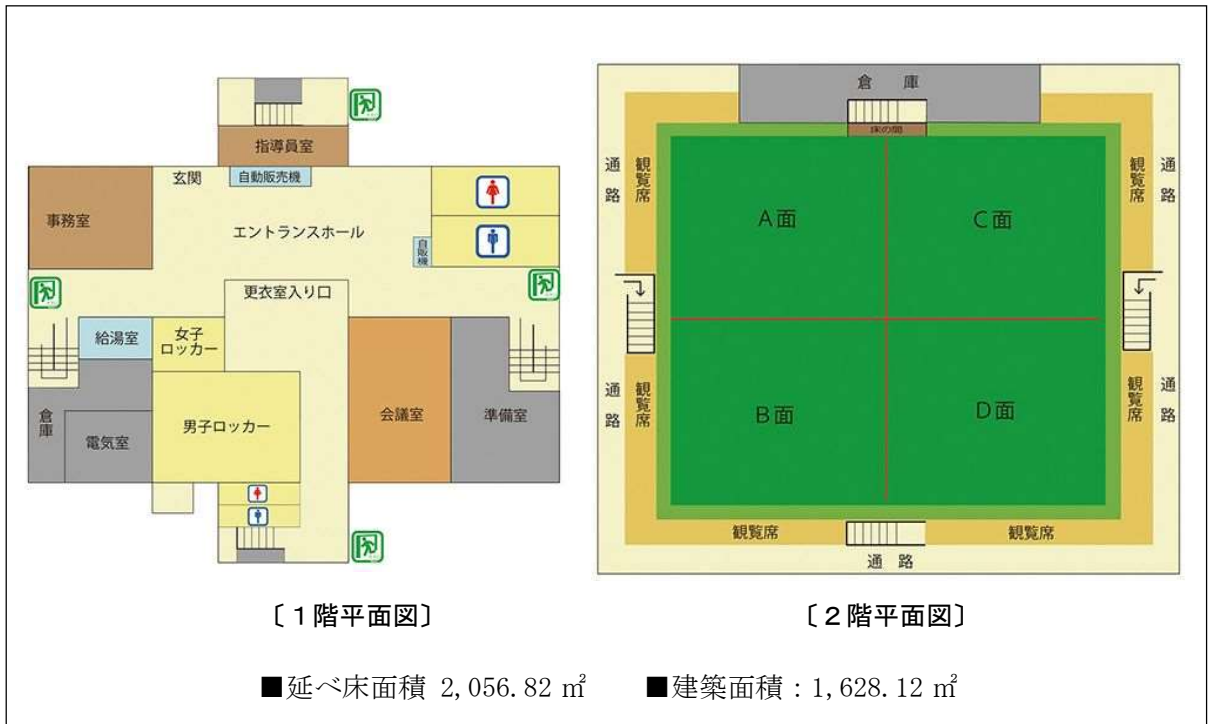 指導員室
玄関
自動販売機
事務室
エントランスホール
自販機
更衣室入り口
給湯室
女子
ロッカー
倉庫
電気室
男子ロッカー
会議室
準備室
〔１階平面図〕
倉 庫
床の間
通路
観覧席
観覧席
通路
A面
C面
通路
観覧席
B面
D面
観覧席
通路
観覧席
観覧席
通 路
〔２階平面図〕
■延べ床面積 2,056.82 ㎡ ■建築面積：1,628.12 ㎡